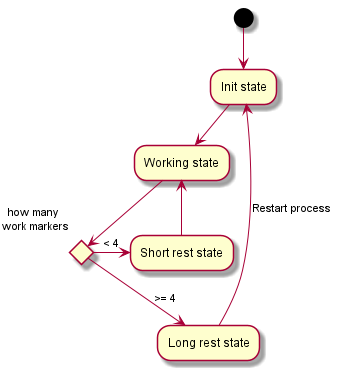 Init state
Working state
how many
work markers
< 4
Short rest state
Restart process
>= 4
Long rest state